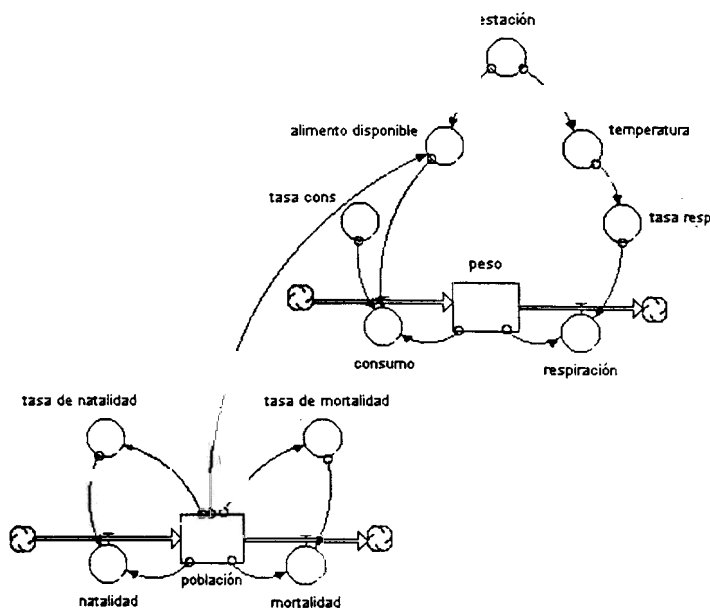 estación
alimento disponible
temperatura
tasa cons
tasa resp
peso
consumo
respiración
tasa de natalidad
tasa de mortalidad
población
natalidad
mortalidad